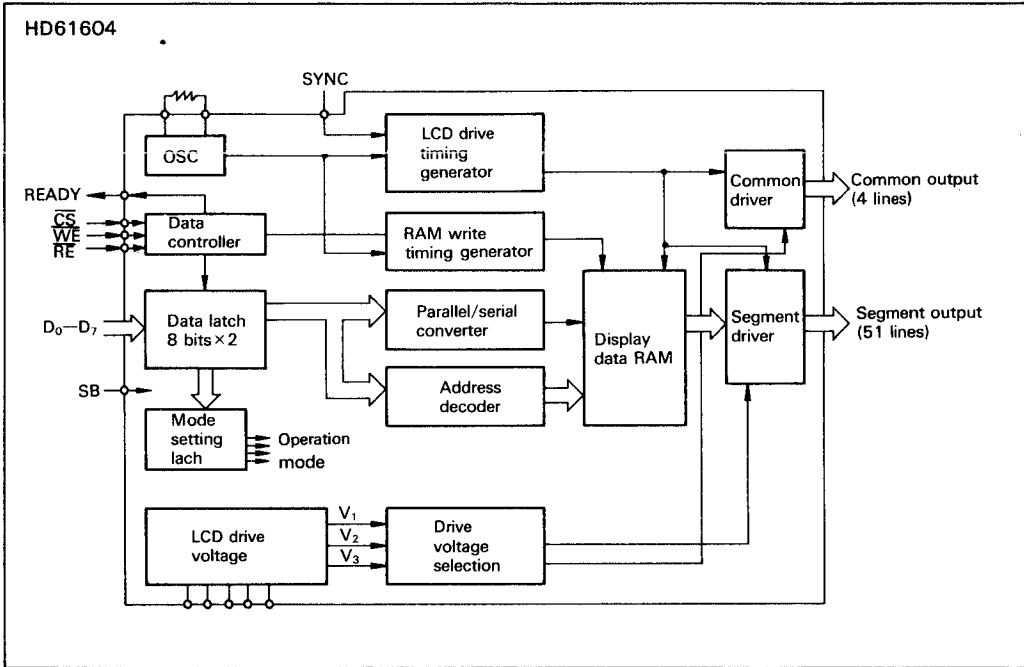 HD61604
SYNC
OSC
LCD drive
timing
generator
READY
CS
WE
RE
Data
controller
RAM write
timing generator
Common
driver
Common output
(4 lines)
D₀—D₇
Data latch
8 bits×2
Parallel/serial
converter
Display
data RAM
Segment
driver
Segment output
(51 lines)
SB
Address
decoder
Mode
setting
lach
Operation
mode
LCD drive
voltage
V₁
V₂
V₃
Drive
voltage
selection